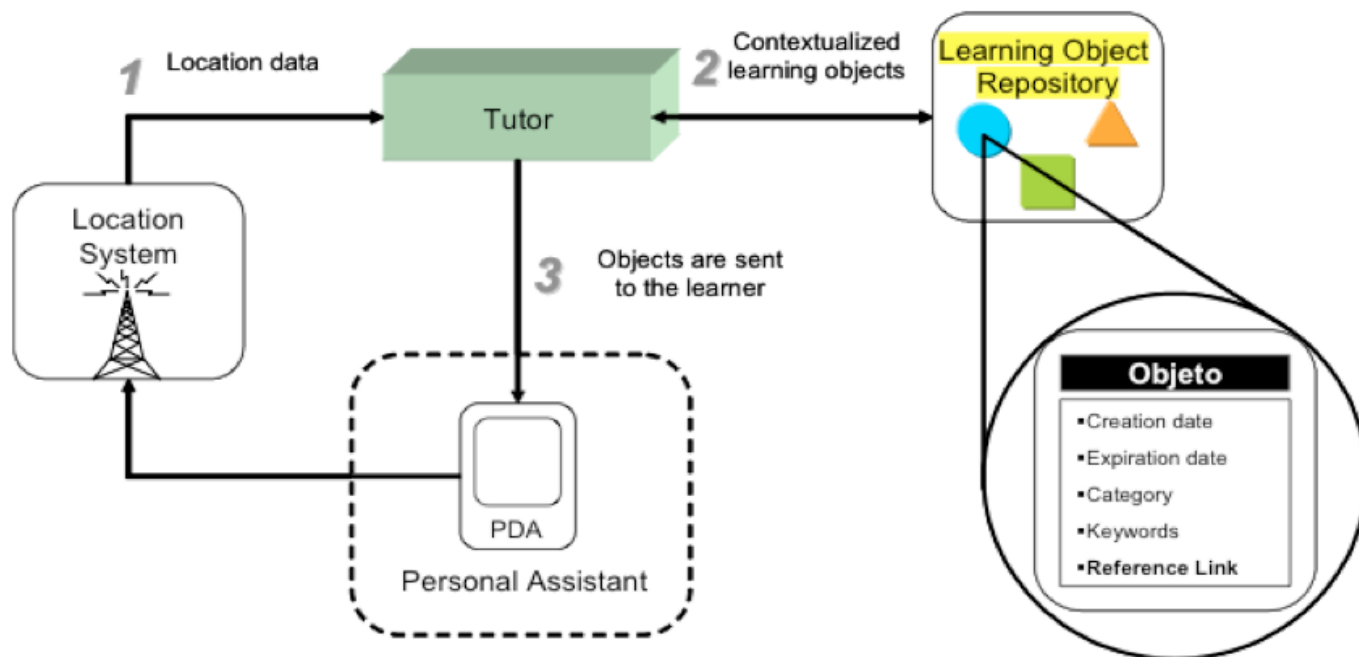 1
Location data
Tutor
2
Contextualized
learning objects
Learning Object
Repository
Location
System
3
Objects are sent
to the learner
PDA
Personal Assistant
Objeto
▪Creation date
▪Expiration date
▪Category
▪Keywords
▪Reference Link